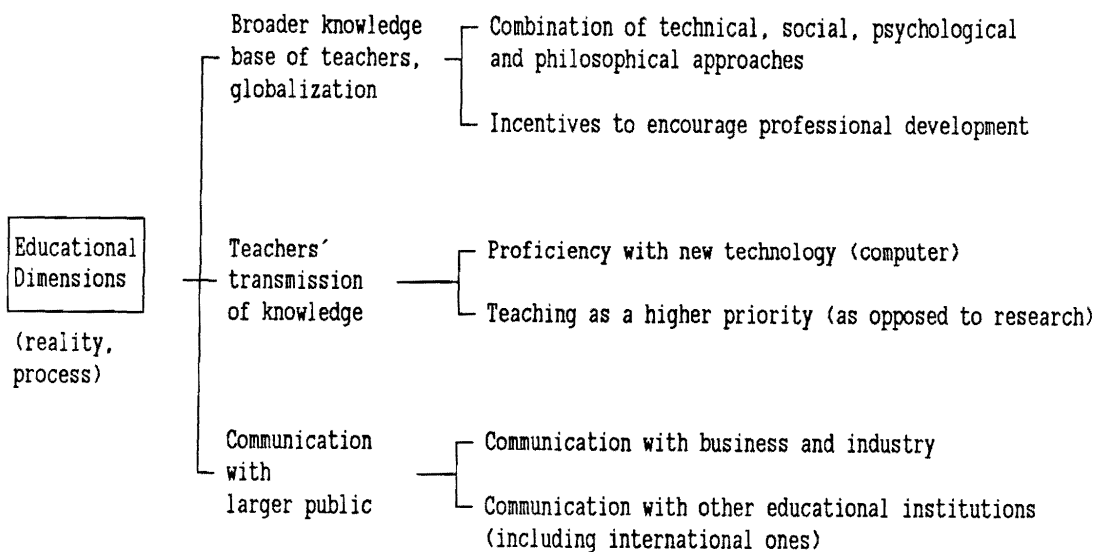 Educational
Dimensions
(reality,
process)
Broader knowledge
base of teachers,
globalization
Combination of technical, social, psychological
and philosophical approaches
Incentives to encourage professional development
Teachers´
transmission
of knowledge
Proficiency with new technology (computer)
Teaching as a higher priority (as opposed to research)
Communication
with
larger public
Communication with business and industry
Communication with other educational institutions
(including international ones)